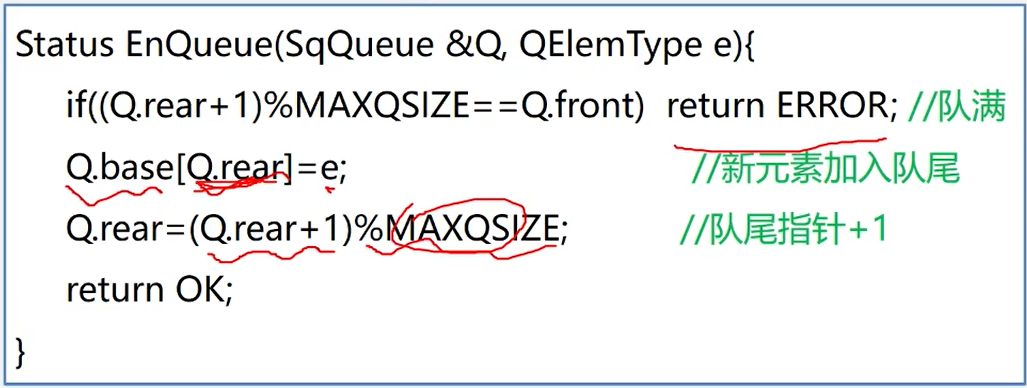 Status EnQueue(SqQueue &Q, QElemType e){
if((Q.rear+1)%MAXQSIZE==Q.front) return ERROR; //队满
Q.base[Q.rear]=e; //新元素加入队尾
Q.rear=(Q.rear+1)%MAXQSIZE; //队尾指针+1
return OK;
}